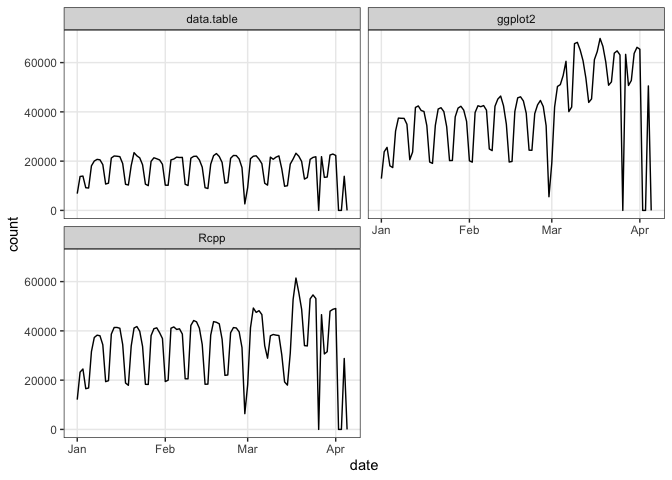 data.table
ggplot2
60000
40000
20000
0
Jan
Feb
Mar
Apr
Rcpp
60000
40000
20000
0
Jan
Feb
Mar
Apr
count
date